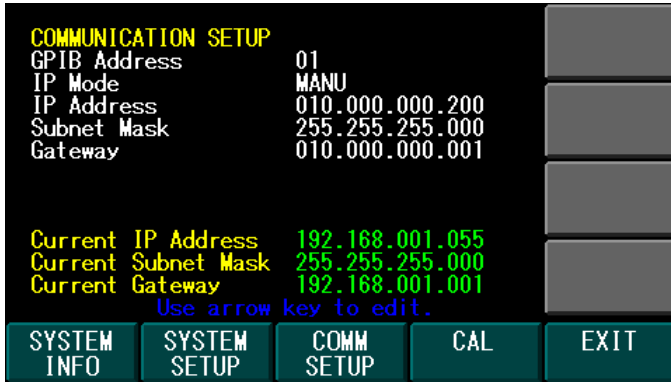 COMMUNICATION SETUP
GPIB Address 01
IP Mode MANU
IP Address 010.000.000.200
Subnet Mask 255.255.255.000
Gateway 010.000.000.001
Current IP Address 192.168.001.055
Current Subnet Mask 255.255.255.000
Current Gateway 192.168.001.001
Use arrow key to edit.
SYSTEM INFO
SYSTEM SETUP
COMM SETUP
CAL
EXIT